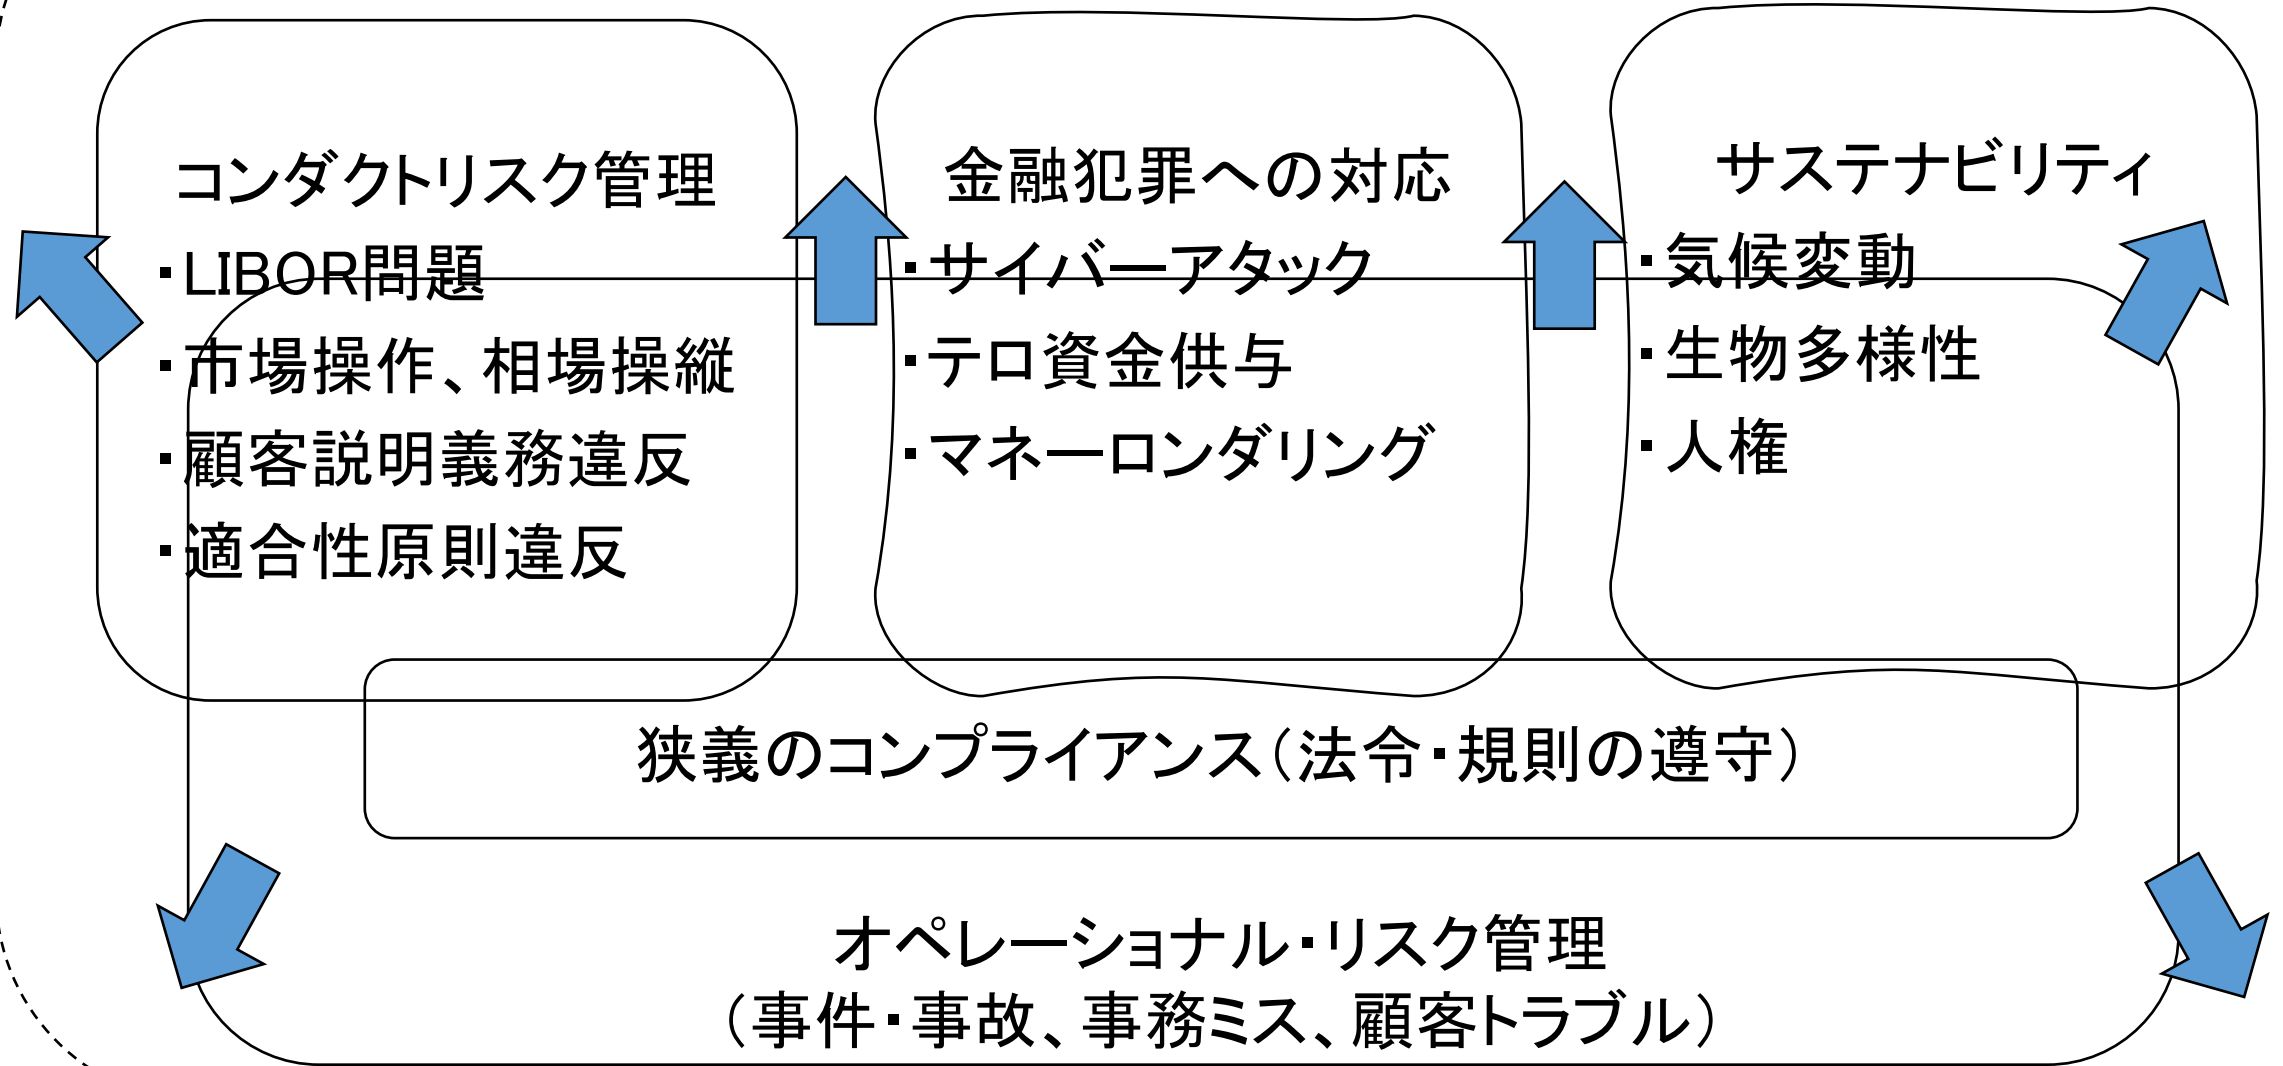 コンダクトリスク管理
・LIBOR問題
・市場操作、相場操縦
・顧客説明義務違反
・適合性原則違反
金融犯罪への対応
・サイバーアタック
・テロ資金供与
・マネーロンダリング
サステナビリティ
・気候変動
・生物多様性
・人権
狭義のコンプライアンス（法令・規則の遵守）
オペレーショナル・リスク管理
（事件・事故、事務ミス、顧客トラブル）